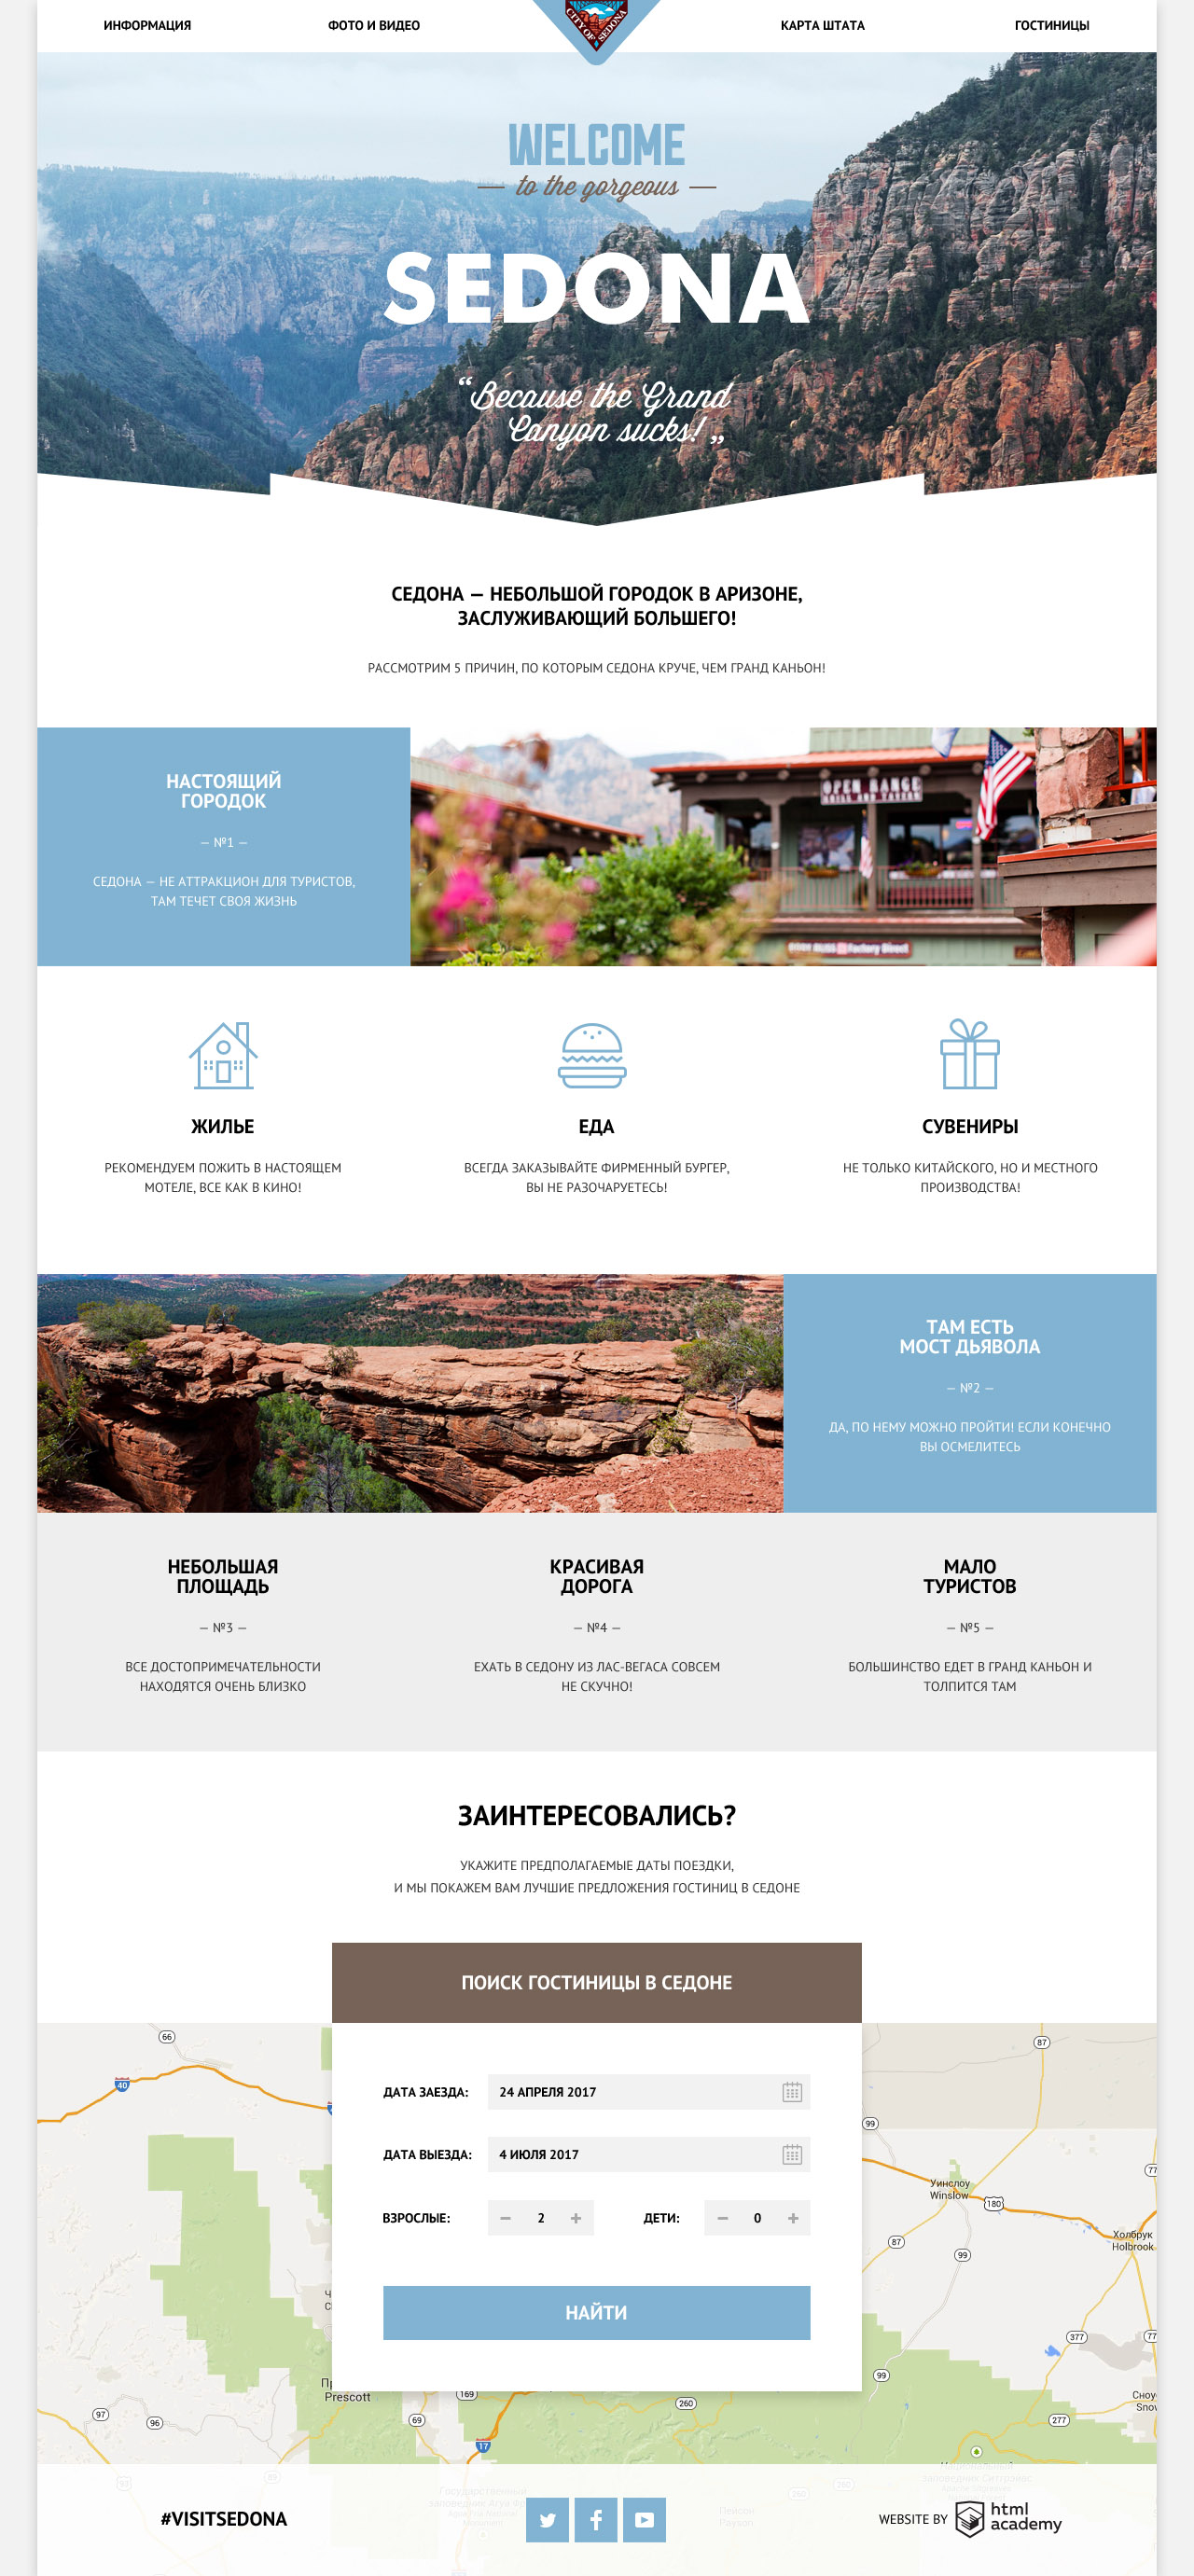 ИНФОРМАЦИЯ
ФОТО И ВИДЕО
CITY OF SEDONA
КАРТА ШТАТА
ГОСТИНИЦЫ
WELCOME
— to the gorgeous —
SEDONA
“Because the Grand
Canyon sucks!„
СЕДОНА — НЕБОЛЬШОЙ ГОРОДОК В АРИЗОНЕ,
ЗАСЛУЖИВАЮЩИЙ БОЛЬШЕГО!
РАССМОТРИМ 5 ПРИЧИН, ПО КОТОРЫМ СЕДОНА КРУЧЕ, ЧЕМ ГРАНД КАНЬОН!
НАСТОЯЩИЙ
ГОРОДОК
— №1 —
СЕДОНА — НЕ АТТРАКЦИОН ДЛЯ ТУРИСТОВ,
ТАМ ТЕЧЕТ СВОЯ ЖИЗНЬ
OPEN RANGE
Factory Direct
ЖИЛЬЕ
РЕКОМЕНДУЕМ ПОЖИТЬ В НАСТОЯЩЕМ
МОТЕЛЕ, ВСЕ КАК В КИНО!
ЕДА
ВСЕГДА ЗАКАЗЫВАЙТЕ ФИРМЕННЫЙ БУРГЕР,
ВЫ НЕ РАЗОЧАРУЕТЕСЬ!
СУВЕНИРЫ
НЕ ТОЛЬКО КИТАЙСКОГО, НО И МЕСТНОГО
ПРОИЗВОДСТВА!
ТАМ ЕСТЬ
МОСТ ДЬЯВОЛА
— №2 —
ДА, ПО НЕМУ МОЖНО ПРОЙТИ! ЕСЛИ КОНЕЧНО
ВЫ ОСМЕЛИТЕСЬ
НЕБОЛЬШАЯ
ПЛОЩАДЬ
— №3 —
ВСЕ ДОСТОПРИМЕЧАТЕЛЬНОСТИ
НАХОДЯТСЯ ОЧЕНЬ БЛИЗКО
КРАСИВАЯ
ДОРОГА
— №4 —
ЕХАТЬ В СЕДОНУ ИЗ ЛАС-ВЕГАСА СОВСЕМ
НЕ СКУЧНО!
МАЛО
ТУРИСТОВ
— №5 —
БОЛЬШИНСТВО ЕДЕТ В ГРАНД КАНЬОН И
ТОЛПИТСЯ ТАМ
ЗАИНТЕРЕСОВАЛИСЬ?
УКАЖИТЕ ПРЕДПОЛАГАЕМЫЕ ДАТЫ ПОЕЗДКИ,
И МЫ ПОКАЖЕМ ВАМ ЛУЧШИЕ ПРЕДЛОЖЕНИЯ ГОСТИНИЦ В СЕДОНЕ
ПОИСК ГОСТИНИЦЫ В СЕДОНЕ
ДАТА ЗАЕЗДА: 24 АПРЕЛЯ 2017
ДАТА ВЫЕЗДА: 4 ИЮЛЯ 2017
ВЗРОСЛЫЕ: − 2 + ДЕТИ: − 0 +
НАЙТИ
66
40
87
99
77
Уинслоу
Winslow
180
87
99
Холбрук
Holbrook
377
77
99
Prescott
97
96
169
69
17
260
277
#VISITSEDONA
WEBSITE BY
html
academy